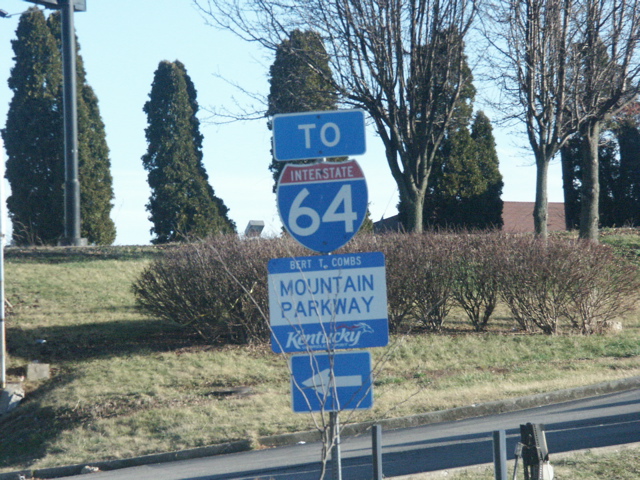 TO
INTERSTATE
64
BERT T. COMBS
MOUNTAIN
PARKWAY
Kentucky